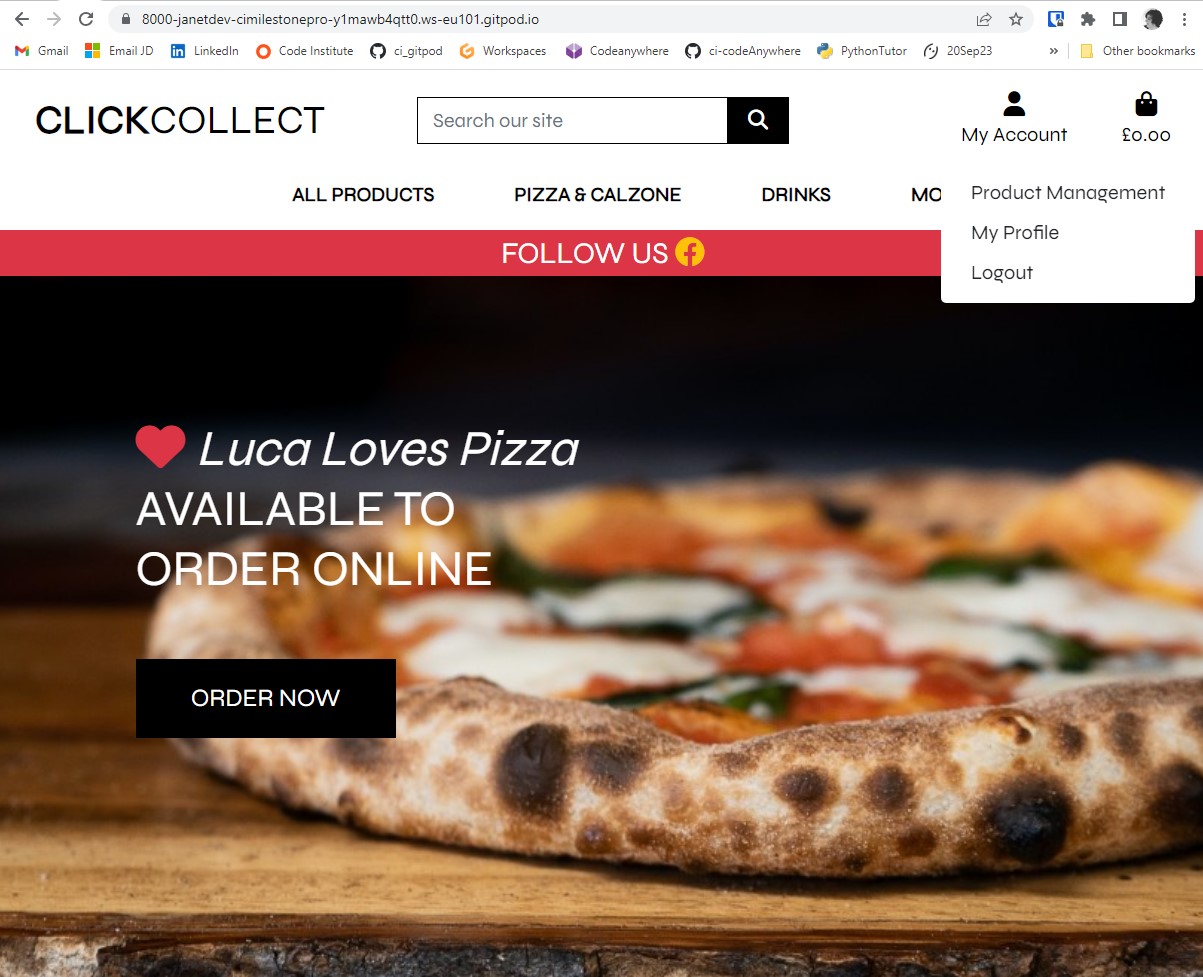 8000-janetdev-cimilestonepro-y1mawb4qtt0.ws-eu101.gitpod.io
Gmail Email JD LinkedIn Code Institute ci_gitpod Workspaces Codeanywhere ci-codeAnywhere PythonTutor 20Sep23 » Other bookmarks
CLICKCOLLECT
Search our site
My Account
£0.00
ALL PRODUCTS PIZZA & CALZONE DRINKS MO
Product Management
My Profile
Logout
FOLLOW US
Luca Loves Pizza
AVAILABLE TO
ORDER ONLINE
ORDER NOW